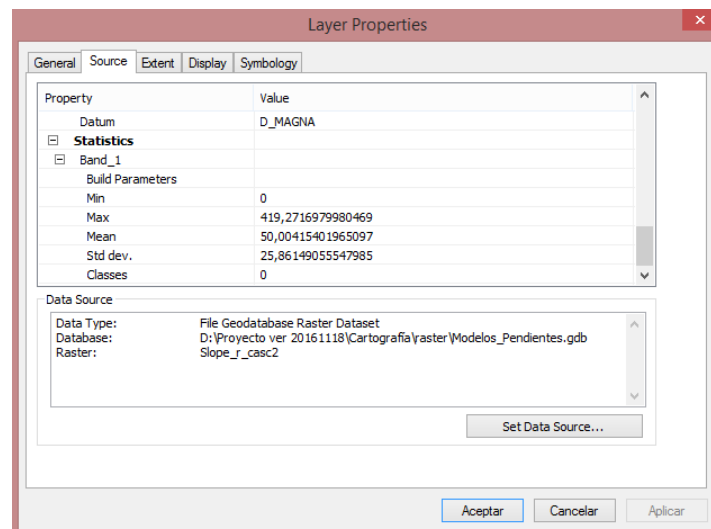 Layer Properties
General Source Extent Display Symbology
Property Value
Datum D_MAGNA
Statistics
Band_1
Build Parameters
Min 0
Max 419,2716979980469
Mean 50,00415401965097
Std dev. 25,86149055547985
Classes 0
Data Source
Data Type: File Geodatabase Raster Dataset
Database: D:\Proyecto ver 20161118\Cartografía\raster\Modelos_Pendientes.gdb
Raster: Slope_r_casc2
Set Data Source...
Aceptar Cancelar Aplicar